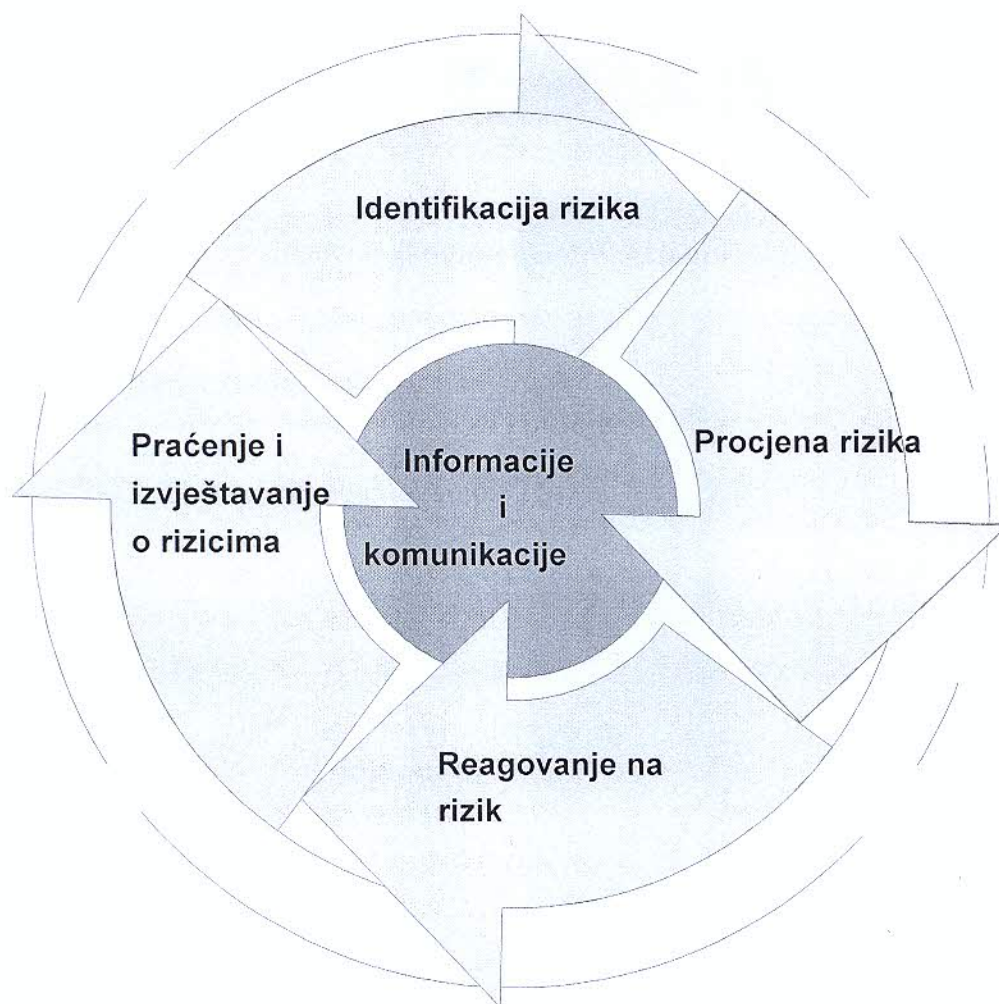 Identifikacija rizika
Procjena rizika
Reagovanje na
rizik
Praćenje i
izvještavanje
o rizicima
Informacije
i
komunikacije